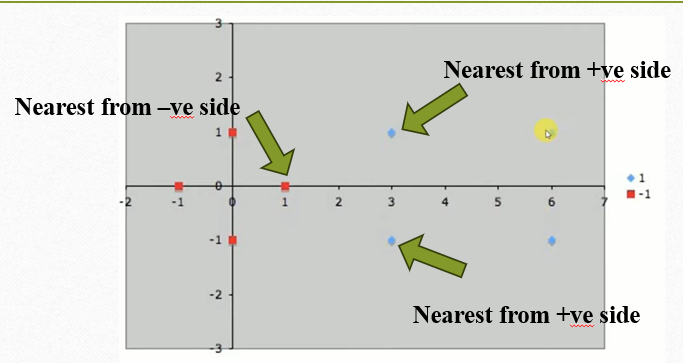 3
2
Nearest from +ve side
Nearest from –ve side
1
0
-2 -1 0 1 2 3 4 5 6 7
1
-1
-1
-2
Nearest from +ve side
-3